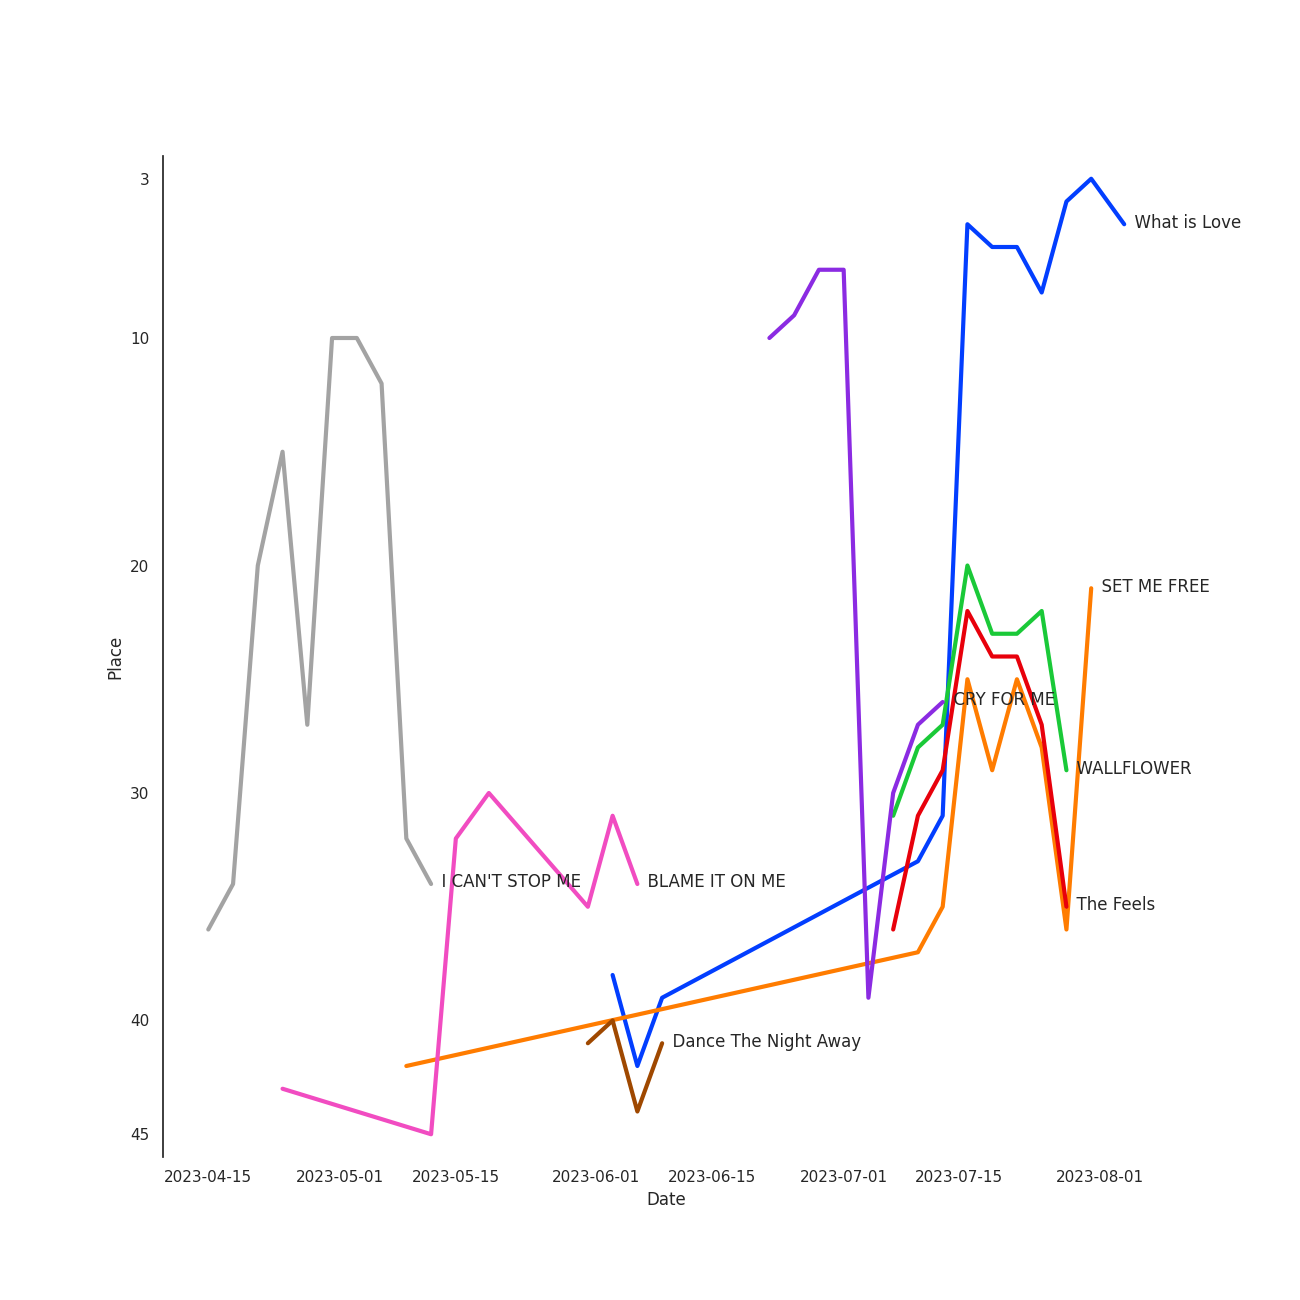 3
What is Love
10
20
SET ME FREE
CRY FOR ME
Place
WALLFLOWER
30
I CAN'T STOP ME
BLAME IT ON ME
The Feels
40
Dance The Night Away
45
2023-04-15 2023-05-01 2023-05-15 2023-06-01 2023-06-15 2023-07-01 2023-07-15 2023-08-01
Date